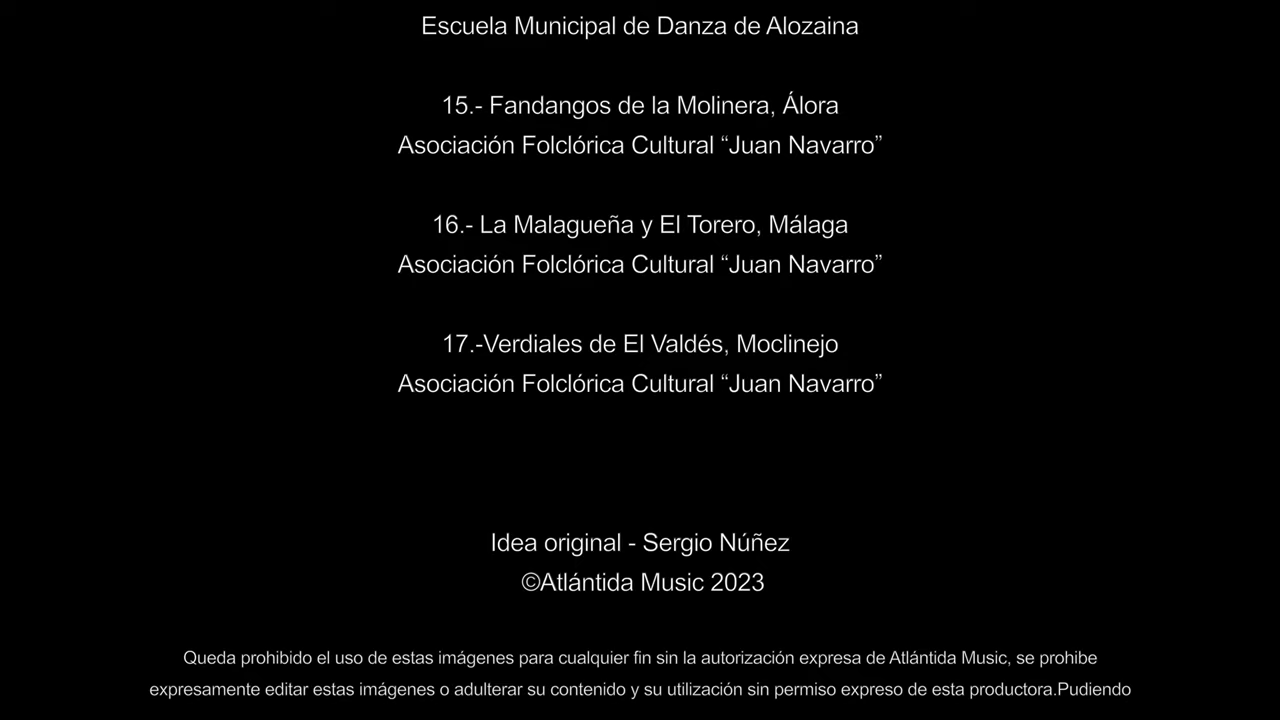 Escuela Municipal de Danza de Alozaina
15.- Fandangos de la Molinera, Álora
Asociación Folclórica Cultural “Juan Navarro”
16.- La Malagueña y El Torero, Málaga
Asociación Folclórica Cultural “Juan Navarro”
17.-Verdiales de El Valdés, Moclinejo
Asociación Folclórica Cultural “Juan Navarro”
Idea original - Sergio Núñez
©Atlántida Music 2023
Queda prohibido el uso de estas imágenes para cualquier fin sin la autorización expresa de Atlántida Music, se prohibe
expresamente editar estas imágenes o adulterar su contenido y su utilización sin permiso expreso de esta productora.Pudiendo